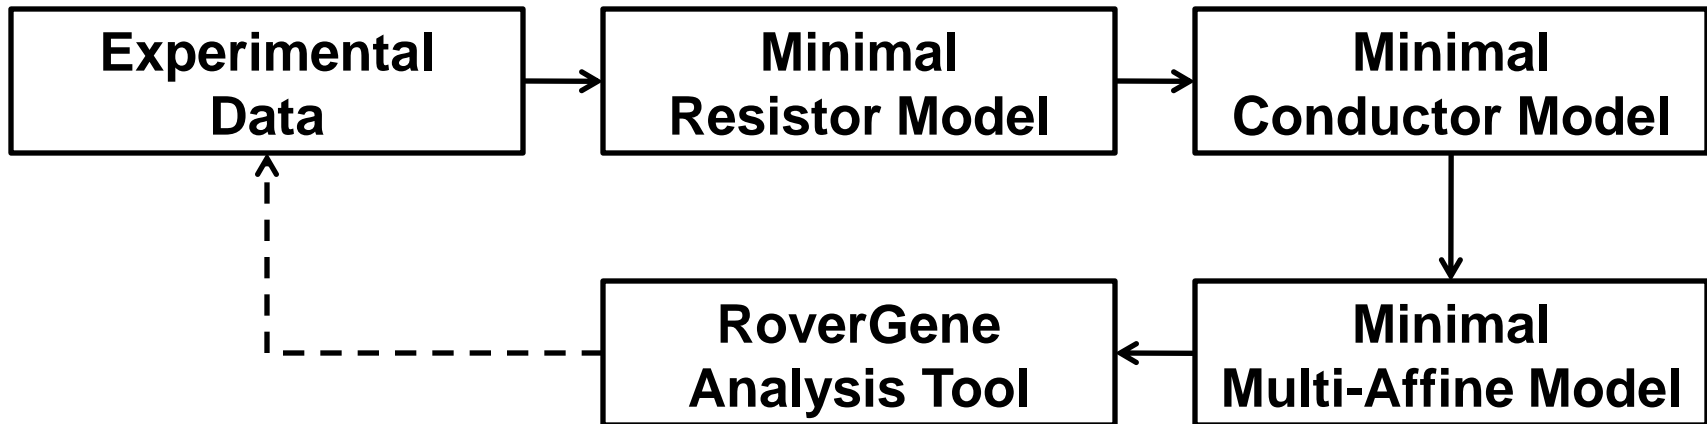 Experimental
Data
Minimal
Resistor Model
Minimal
Conductor Model
RoverGene
Analysis Tool
Minimal
Multi-Affine Model